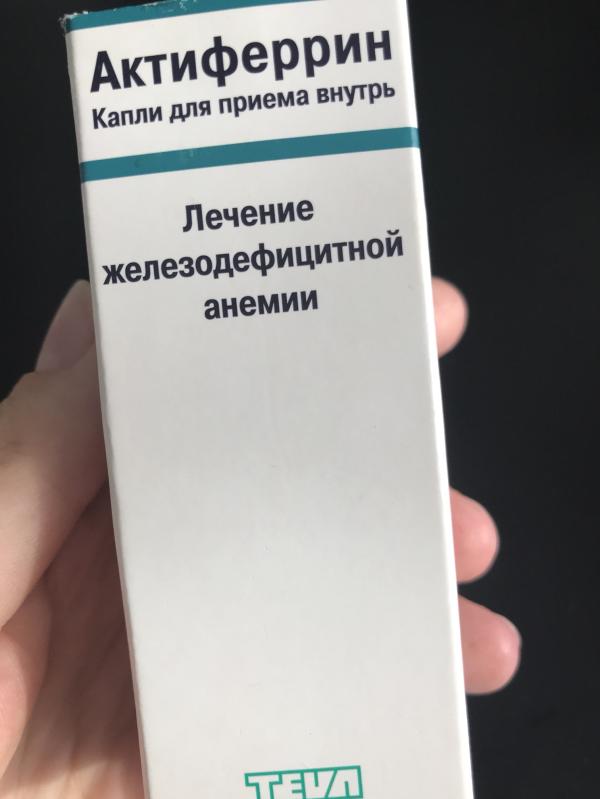 Актиферрин
Капли для приема внутрь
Лечение
железодефицитной
анемии
TEVA